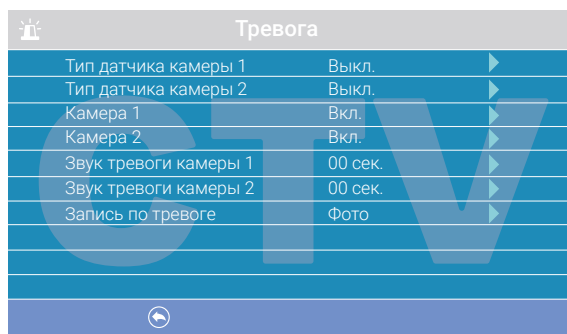 Тревога
Тип датчика камеры 1 Выкл.
Тип датчика камеры 2 Выкл.
Камера 1 Вкл.
Камера 2 Вкл.
Звук тревоги камеры 1 00 сек.
Звук тревоги камеры 2 00 сек.
Запись по тревоге Фото
CTV